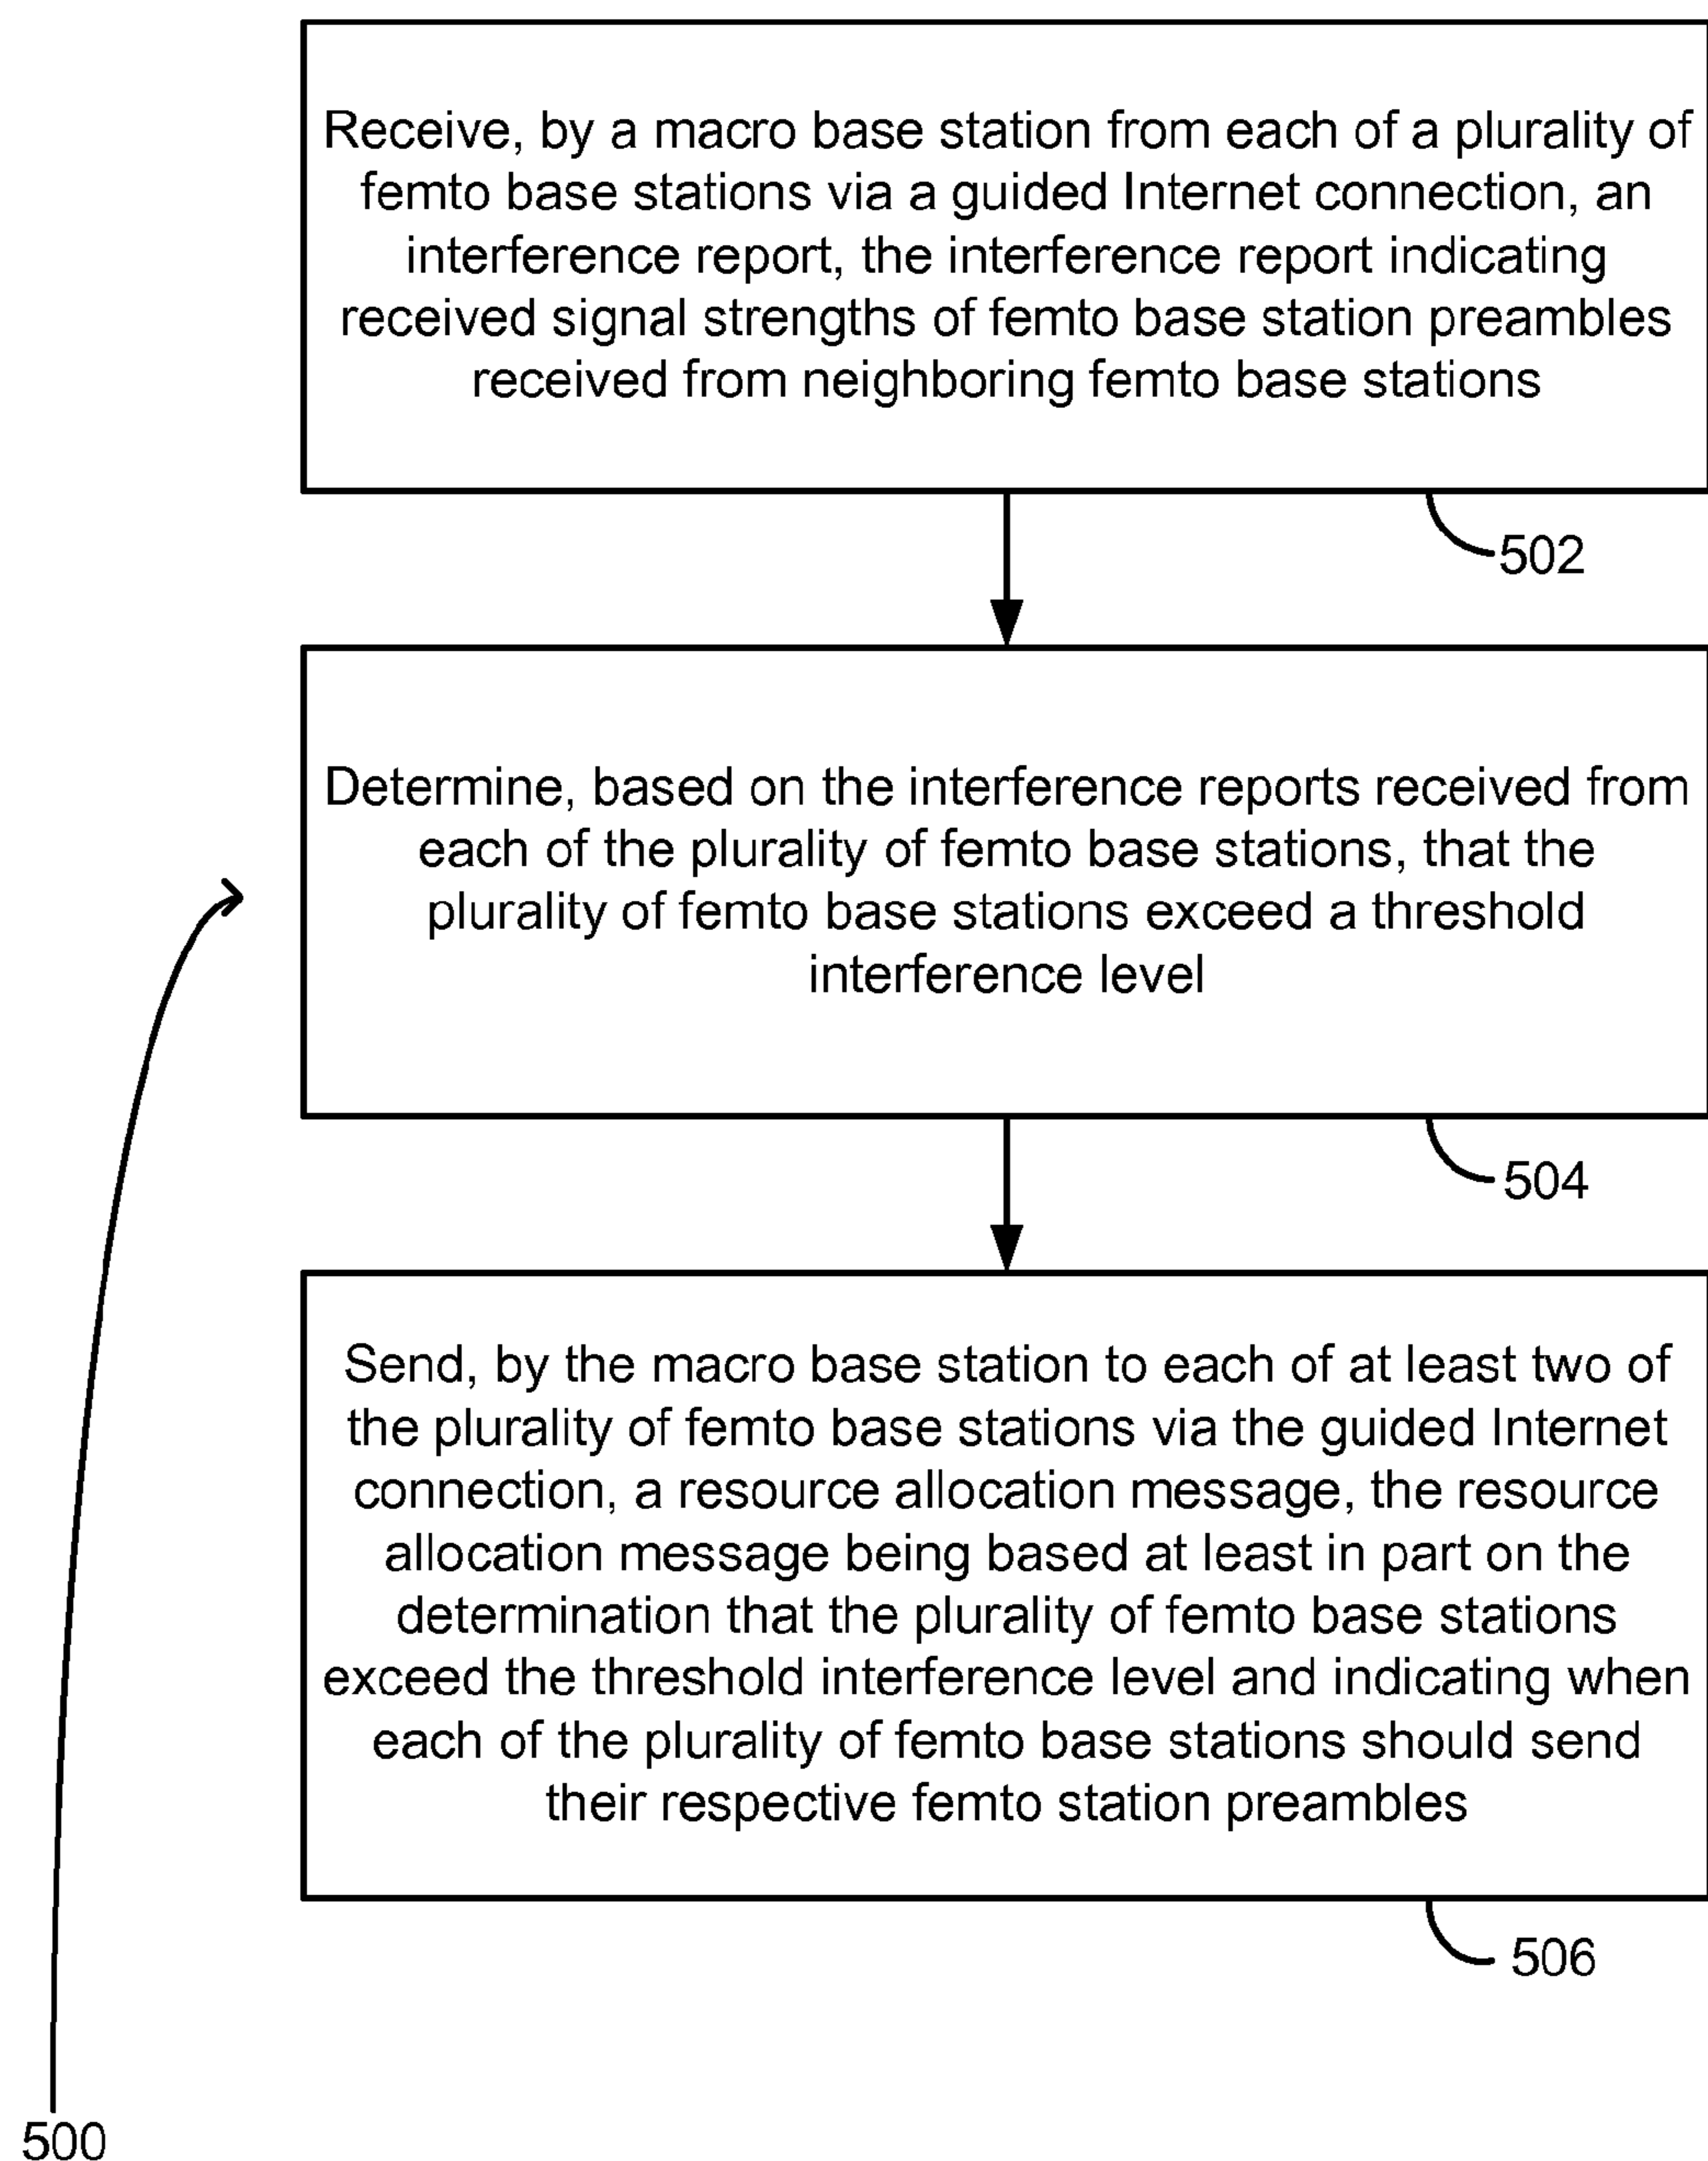 Receive, by a macro base station from each of a plurality of
femto base stations via a guided Internet connection, an
interference report, the interference report indicating
received signal strengths of femto base station preambles
received from neighboring femto base stations
502
Determine, based on the interference reports received from
each of the plurality of femto base stations, that the
plurality of femto base stations exceed a threshold
interference level
504
Send, by the macro base station to each of at least two of
the plurality of femto base stations via the guided Internet
connection, a resource allocation message, the resource
allocation message being based at least in part on the
determination that the plurality of femto base stations
exceed the threshold interference level and indicating when
each of the plurality of femto base stations should send
their respective femto station preambles
506
500